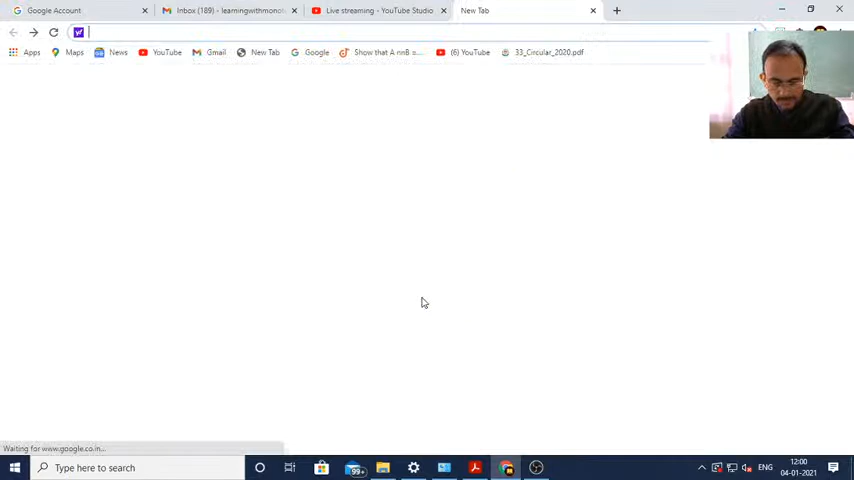 Google Account
Inbox (189) - learningwithmonot
Live streaming - YouTube Studio
New Tab
Apps
Maps
News
YouTube
Gmail
New Tab
Google
Show that A nnB =...
(6) YouTube
33_Circular_2020.pdf
Waiting for www.google.co.in...
Type here to search
99+
ENG
12:00
04-01-2021